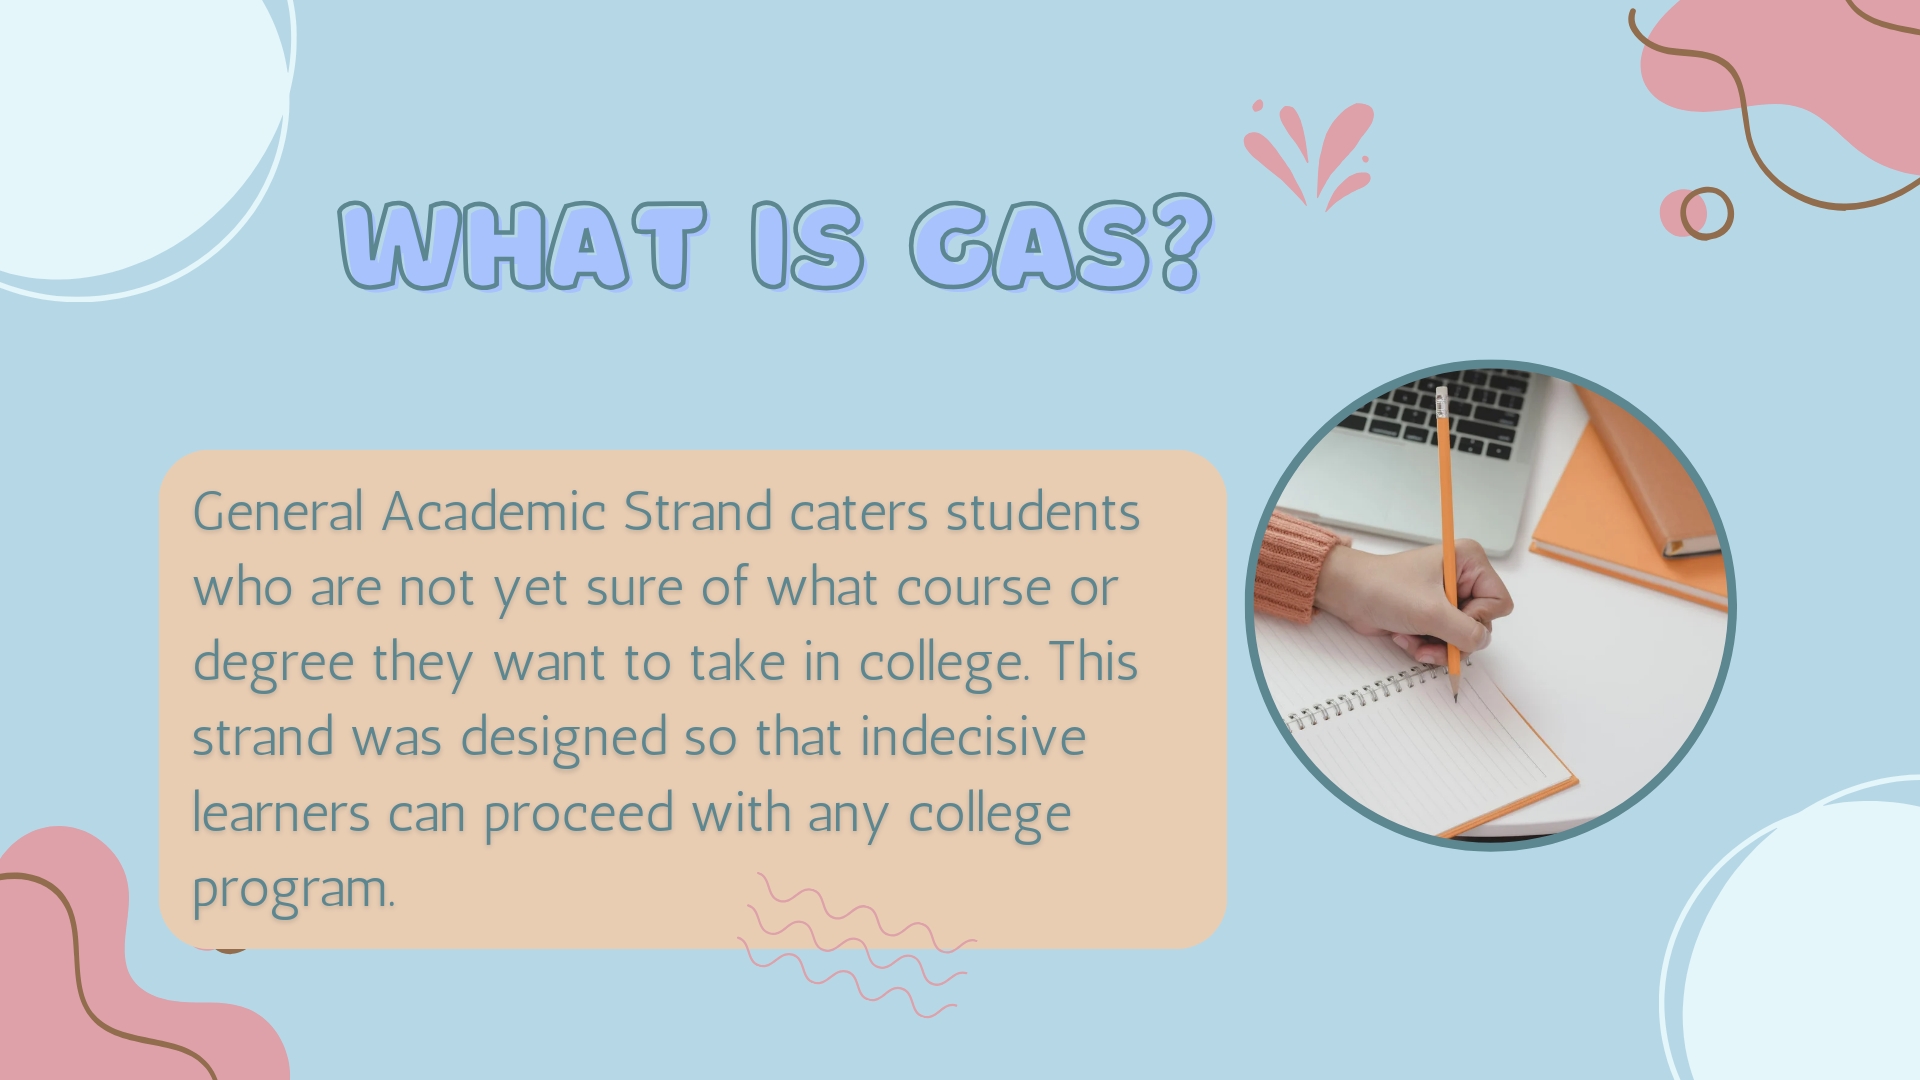 WHAT IS GAS?
General Academic Strand caters students
who are not yet sure of what course or
degree they want to take in college. This
strand was designed so that indecisive
learners can proceed with any college
program.